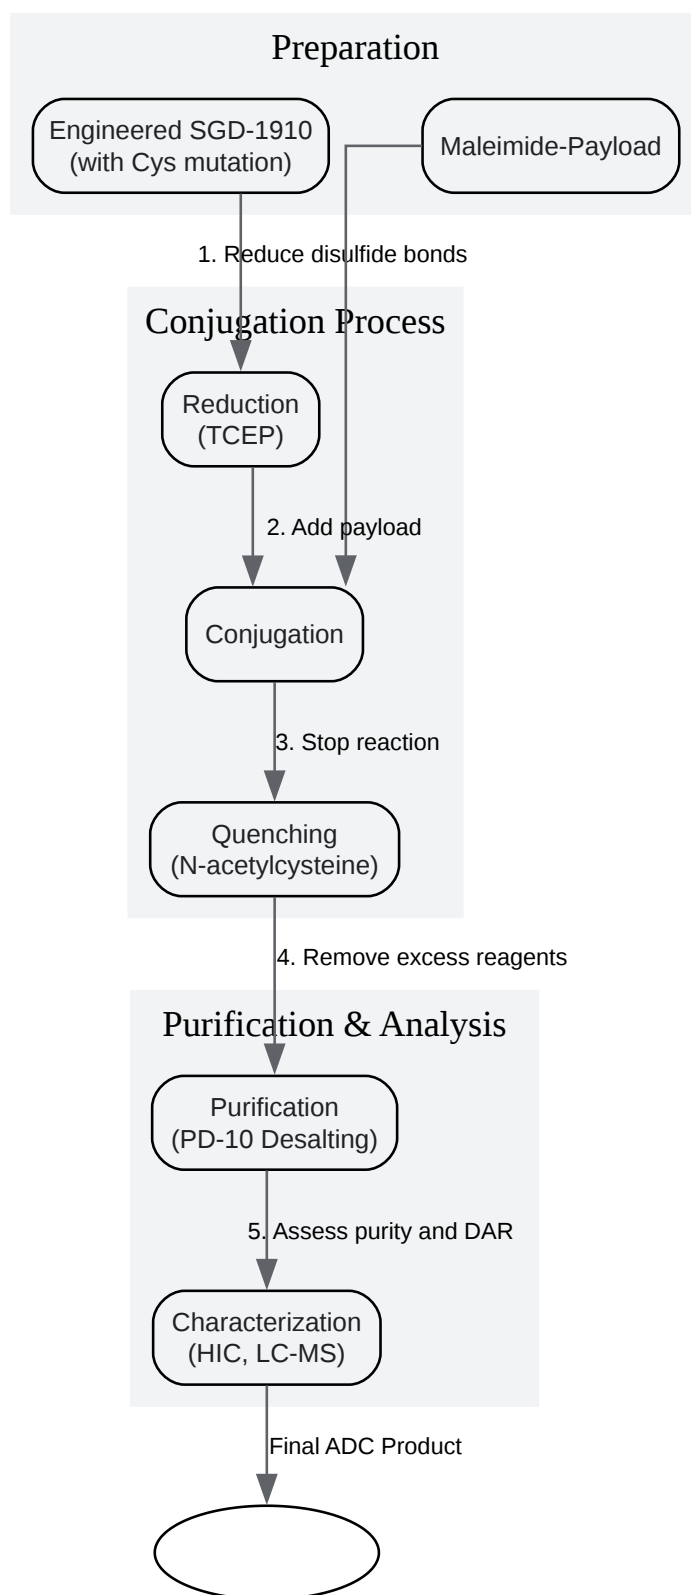 Preparation
Engineered SGD-1910
(with Cys mutation)
Maleimide-Payload
1. Reduce disulfide bonds
Conjugation Process
Reduction
(TCEP)
2. Add payload
Conjugation
3. Stop reaction
Quenching
(N-acetylcysteine)
4. Remove excess reagents
Purification & Analysis
Purification
(PD-10 Desalting)
5. Assess purity and DAR
Characterization
(HIC, LC-MS)
Final ADC Product